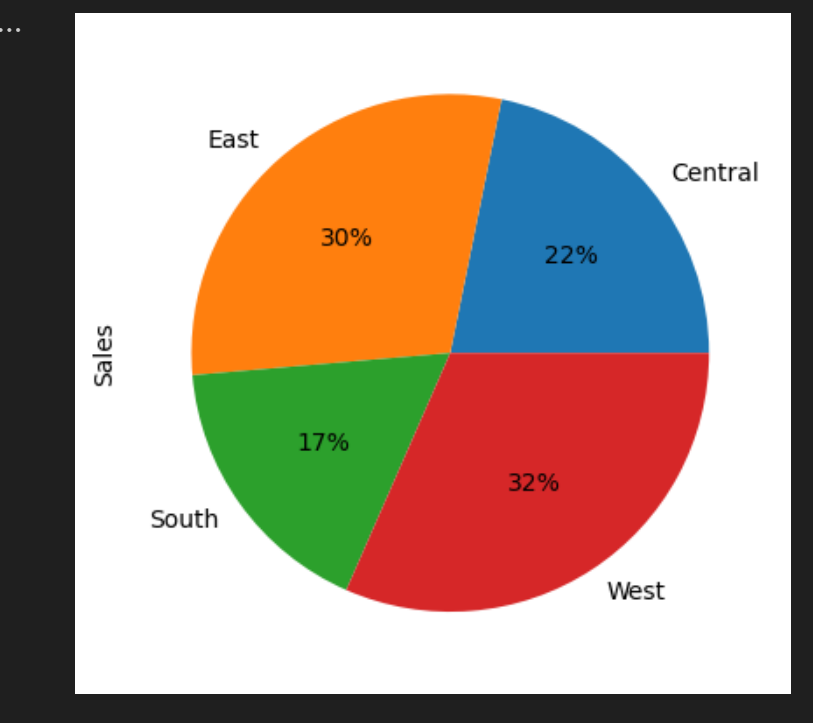 ...
East
Central
30%
22%
Sales
17%
32%
South
West